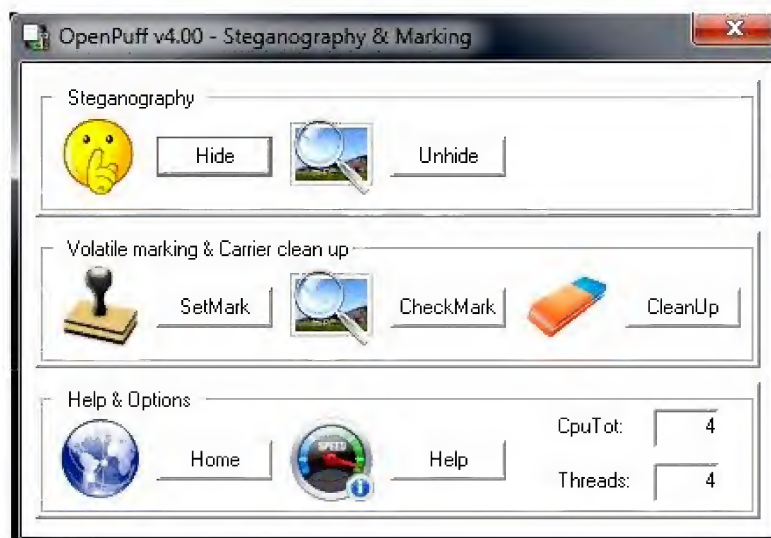 OpenPuff v4.00 - Steganography & Marking
Steganography
Hide
Unhide
Volatile marking & Carrier clean up
SetMark
CheckMark
CleanUp
Help & Options
Home
SPEED
Help
CpuTot: 4
Threads: 4